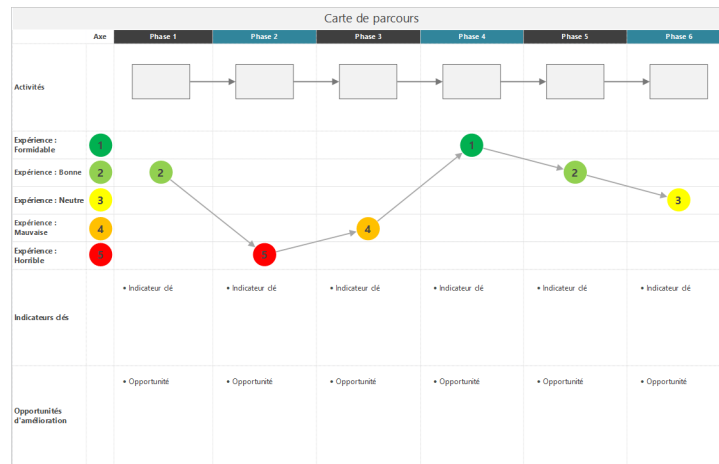 Carte de parcours
Axe Phase 1 Phase 2 Phase 3 Phase 4 Phase 5 Phase 6
Activités
Expérience :
Formidable
1 1
Expérience : Bonne 2 2 2
Expérience : Neutre 3 3
Expérience :
Mauvaise
4 4
Expérience :
Horrible
5 5
Indicateurs clés
• Indicateur clé • Indicateur clé • Indicateur clé • Indicateur clé • Indicateur clé • Indicateur clé
Opportunités
d'amélioration
• Opportunité • Opportunité • Opportunité • Opportunité • Opportunité • Opportunité